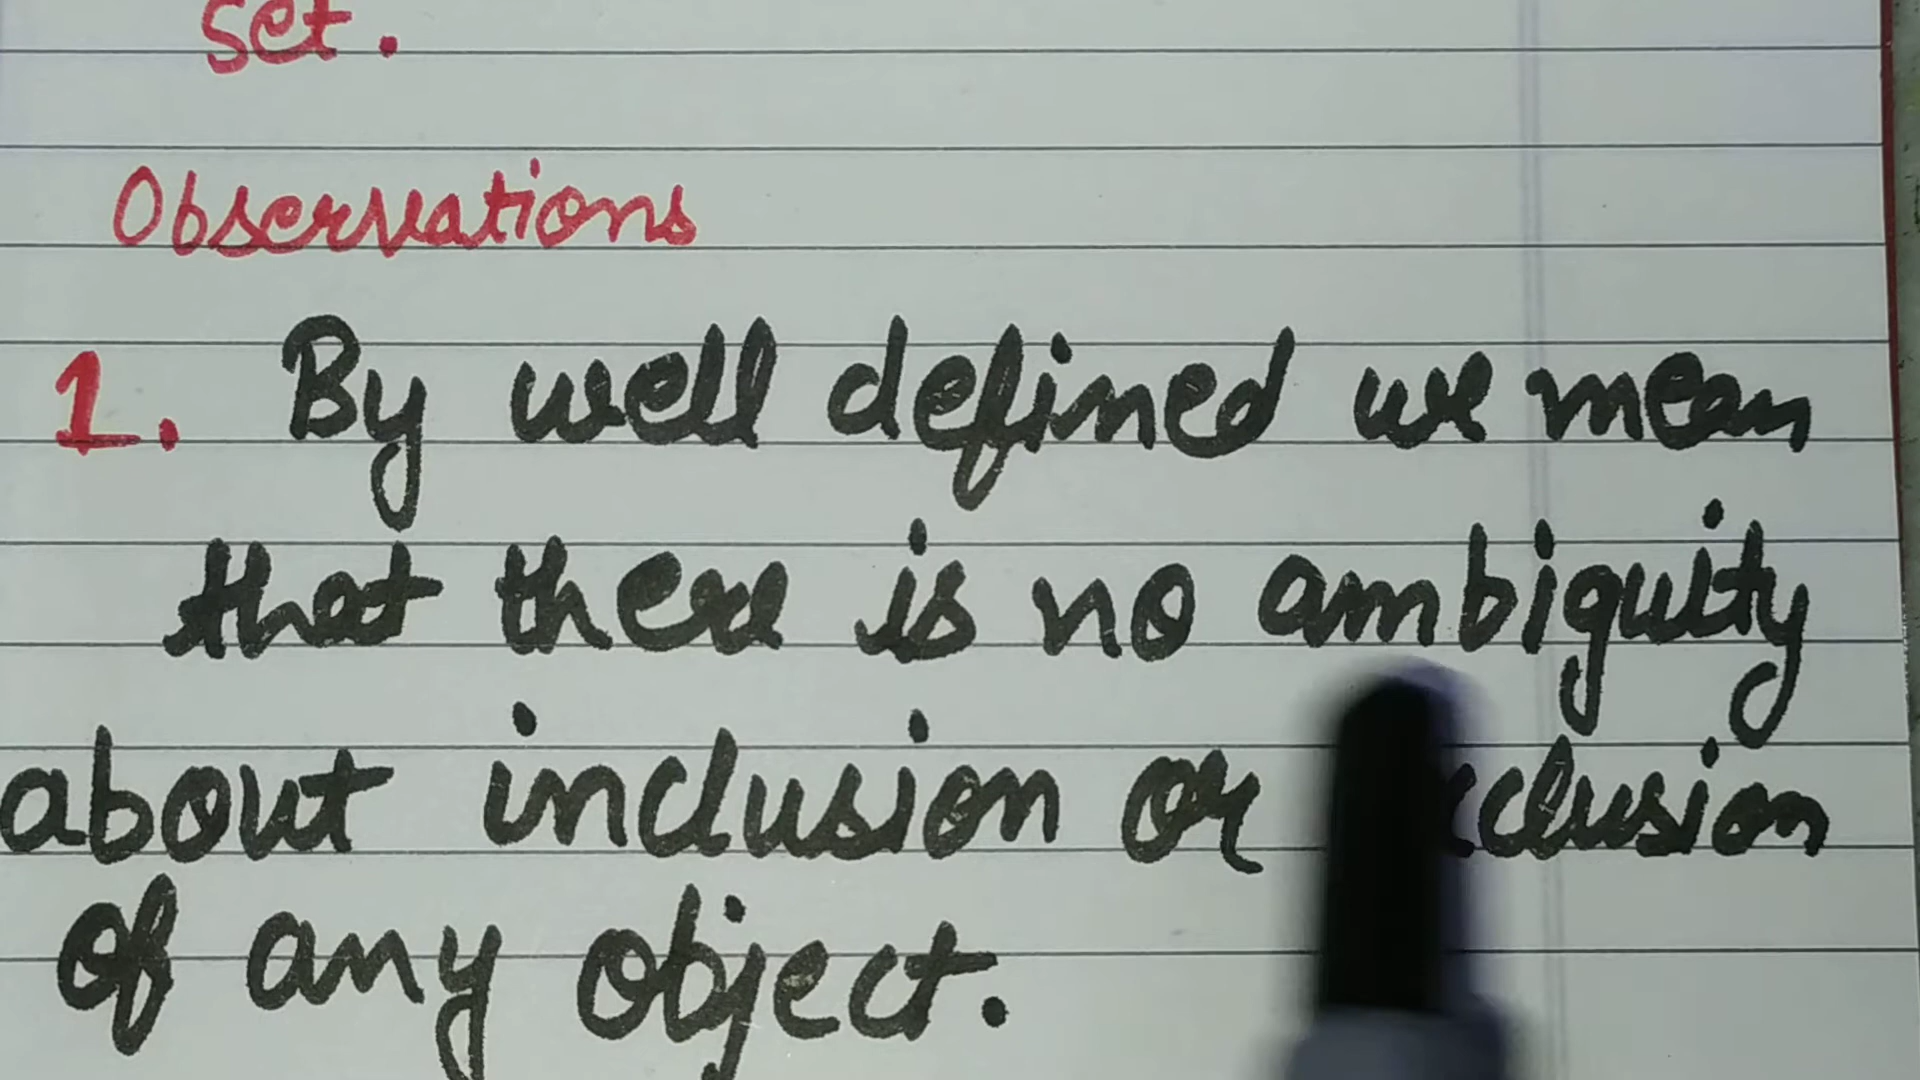 set.
Observations
1. By well defined we mean
that there is no ambiguity
about inclusion or exclusion
of any object.